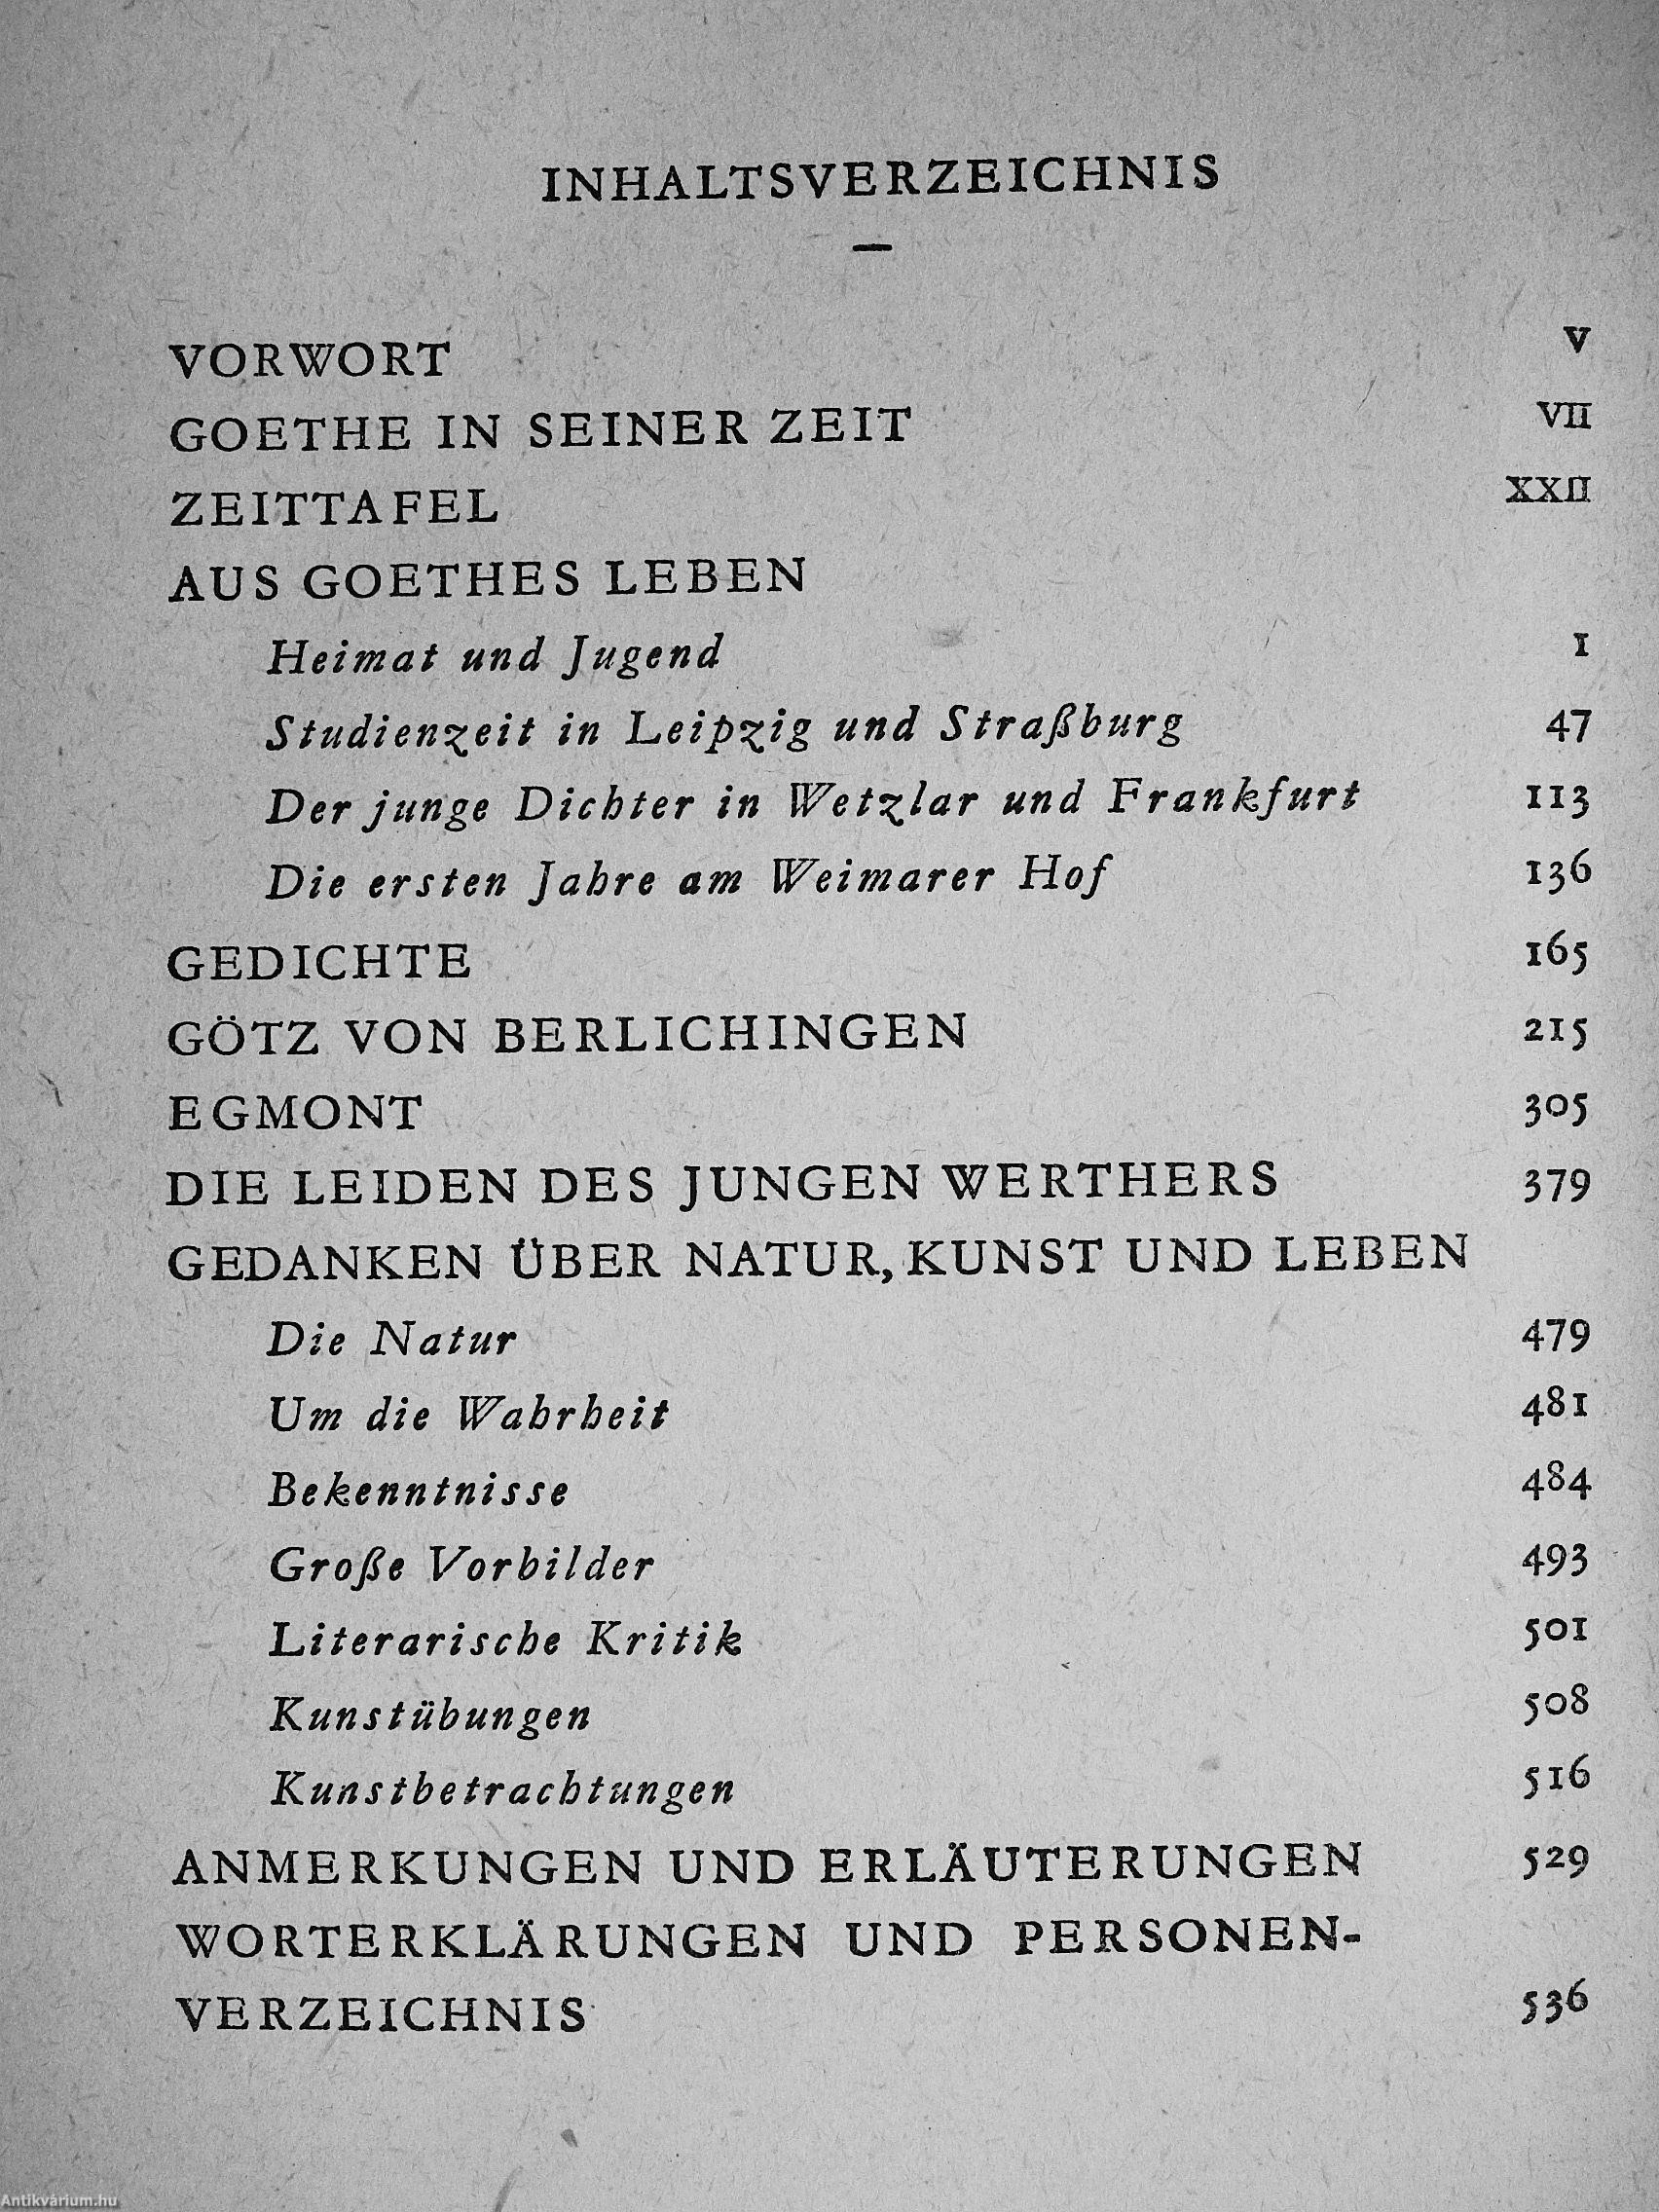 INHALTSVERZEICHNIS
VORWORT V
GOETHE IN SEINER ZEIT VII
ZEITTAFEL XXII
AUS GOETHES LEBEN
Heimat und Jugend 1
Studienzeit in Leipzig und Straßburg 47
Der junge Dichter in Wetzlar und Frankfurt 113
Die ersten Jahre am Weimarer Hof 136
GEDICHTE 165
GÖTZ VON BERLICHINGEN 215
EGMONT 305
DIE LEIDEN DES JUNGEN WERTHERS 379
GEDANKEN ÜBER NATUR, KUNST UND LEBEN
Die Natur 479
Um die Wahrheit 481
Bekenntnisse 484
Große Vorbilder 493
Literarische Kritik 501
Kunstübungen 508
Kunstbetrachtungen 516
ANMERKUNGEN UND ERLÄUTERUNGEN 529
WORTERKLÄRUNGEN UND PERSONEN-
VERZEICHNIS 536
Antikvárium.hu